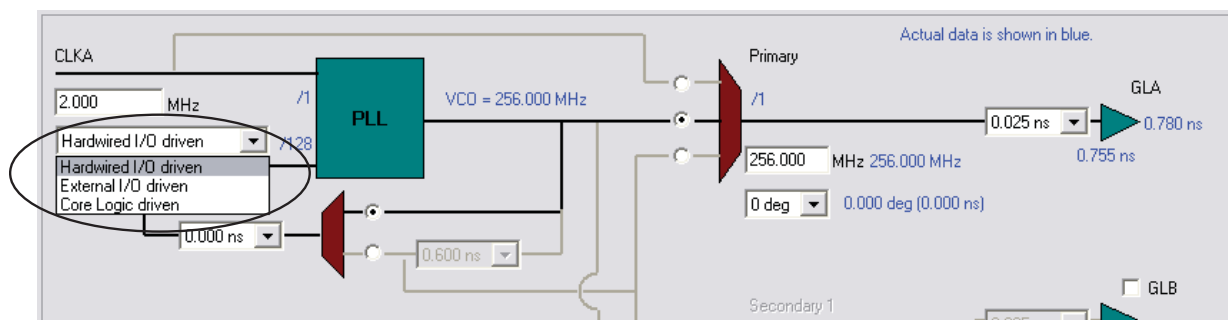 Actual data is shown in blue.
CLKA
Primary
GLA
2.000 MHz
/1
PLL
VCO = 256.000 MHz
/1
0.025 ns
0.780 ns
Hardwired I/O driven
/128
0.755 ns
Hardwired I/O driven
External I/O driven
Core Logic driven
256.000 MHz 256.000 MHz
0 deg
0.000 deg (0.000 ns)
0.000 ns
0.600 ns
GLB
Secondary 1